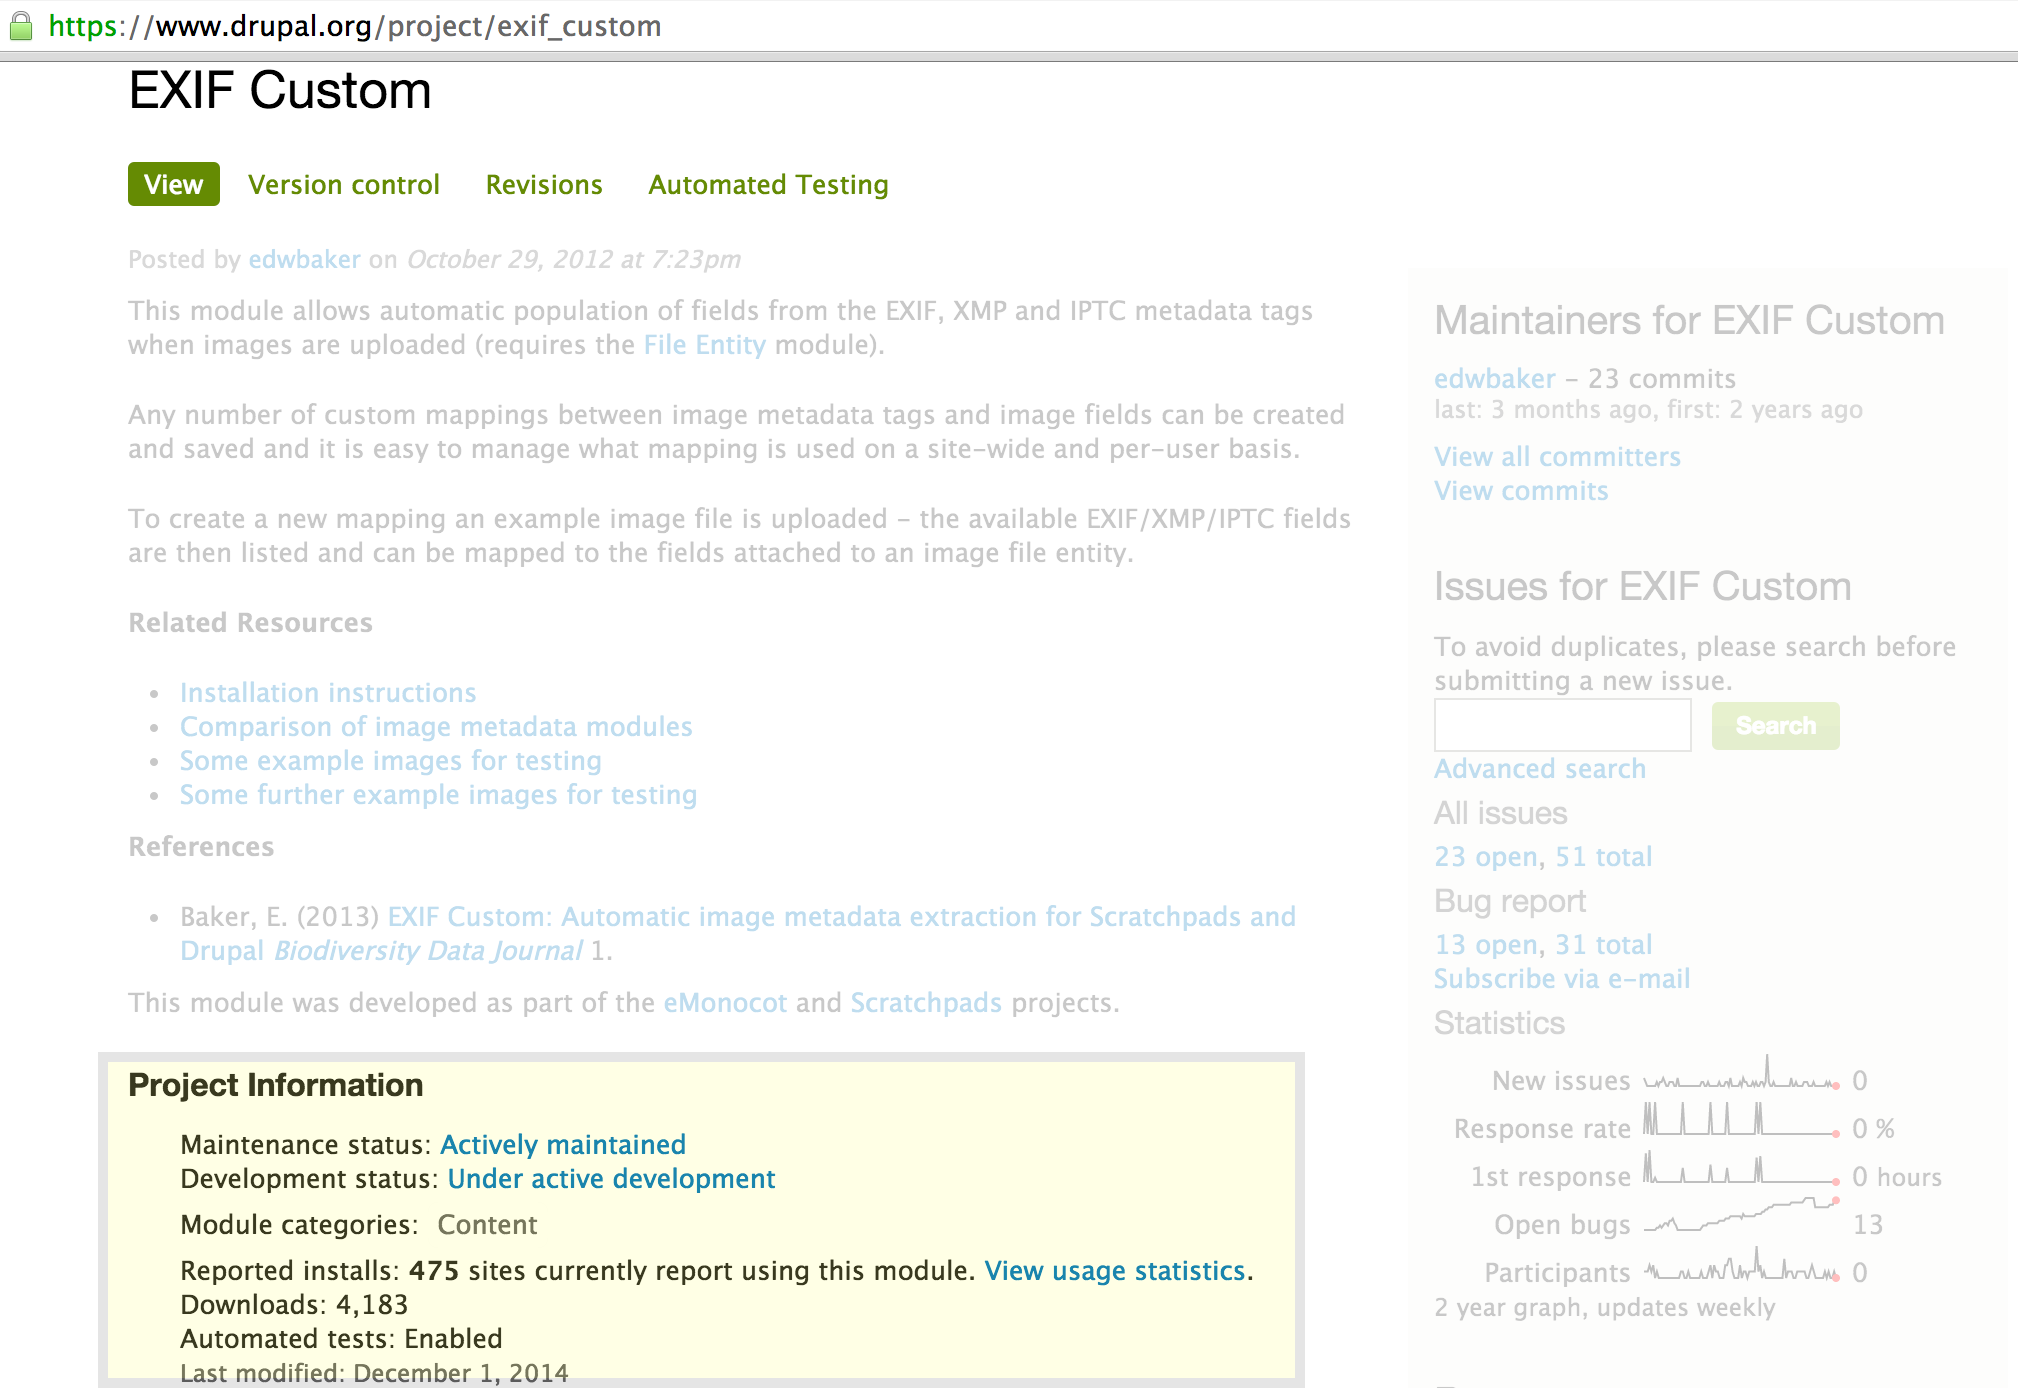 https://www.drupal.org/project/exif_custom
EXIF Custom
View Version control Revisions Automated Testing
Posted by edwbaker on October 29, 2012 at 7:23pm
This module allows automatic population of fields from the EXIF, XMP and IPTC metadata tags
when images are uploaded (requires the File Entity module).
Any number of custom mappings between image metadata tags and image fields can be created
and saved and it is easy to manage what mapping is used on a site-wide and per-user basis.
To create a new mapping an example image file is uploaded - the available EXIF/XMP/IPTC fields
are then listed and can be mapped to the fields attached to an image file entity.
Related Resources
• Installation instructions
• Comparison of image metadata modules
• Some example images for testing
• Some further example images for testing
References
• Baker, E. (2013) EXIF Custom: Automatic image metadata extraction for Scratchpads and
Drupal Biodiversity Data Journal 1.
This module was developed as part of the eMonocot and Scratchpads projects.
Project Information
Maintenance status: Actively maintained
Development status: Under active development
Module categories: Content
Reported installs: 475 sites currently report using this module. View usage statistics.
Downloads: 4,183
Automated tests: Enabled
Last modified: December 1, 2014
Maintainers for EXIF Custom
edwbaker – 23 commits
last: 3 months ago, first: 2 years ago
View all committers
View commits
Issues for EXIF Custom
To avoid duplicates, please search before
submitting a new issue.
Search
Advanced search
All issues
23 open, 51 total
Bug report
13 open, 31 total
Subscribe via e-mail
Statistics
New issues 0
Response rate 0 %
1st response 0 hours
Open bugs 13
Participants 0
2 year graph, updates weekly